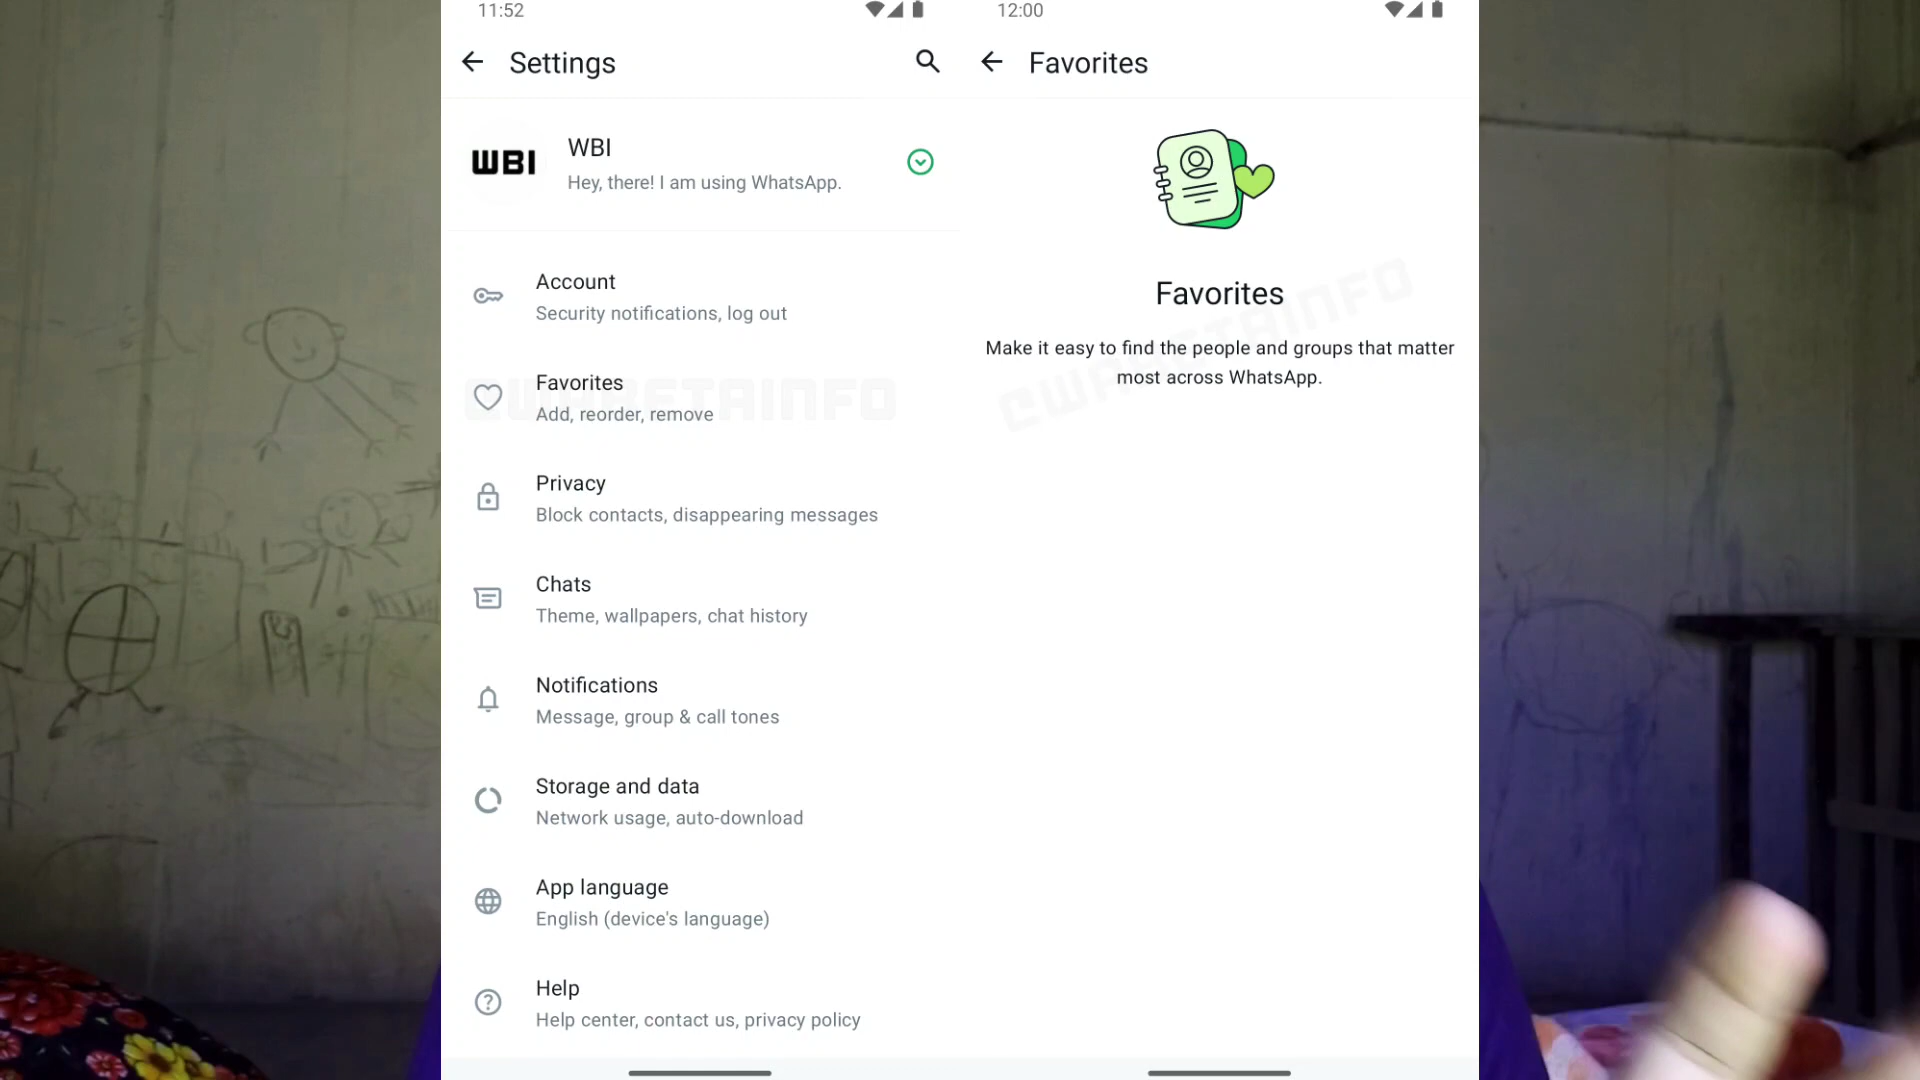 11:52
Settings
WBI
WBI
Hey, there! I am using WhatsApp.
Account
Security notifications, log out
Favorites
Add, reorder, remove
Privacy
Block contacts, disappearing messages
Chats
Theme, wallpapers, chat history
Notifications
Message, group & call tones
Storage and data
Network usage, auto-download
App language
English (device's language)
Help
Help center, contact us, privacy policy
@WABETAINFO
12:00
Favorites
Favorites
Make it easy to find the people and groups that matter
most across WhatsApp.
@WABETAINFO